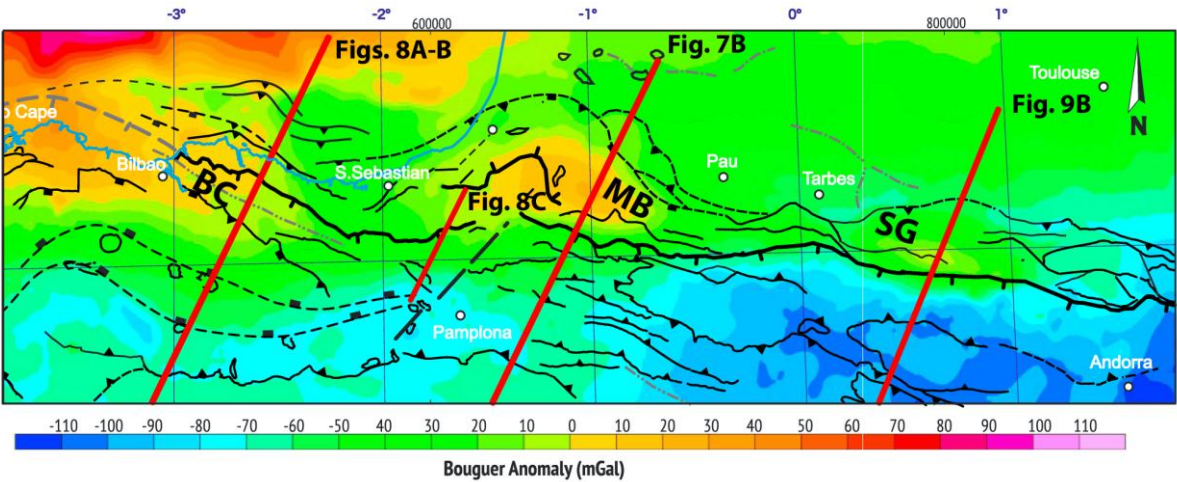 -3° -2° -1° 0° 1°
600000 800000
Figs. 8A-B
Fig. 7B
Toulouse
Fig. 9B
o Cape
N
Bilbao
S.Sebastian
Pau
BC
Fig. 8C
MB
Tarbes
SG
Pamplona
Andorra
-110 -100 -90 -80 -70 -60 -50 -40 -30 -20 10 0 10 20 30 40 50 60 70 80 90 100 110
Bouguer Anomaly (mGal)